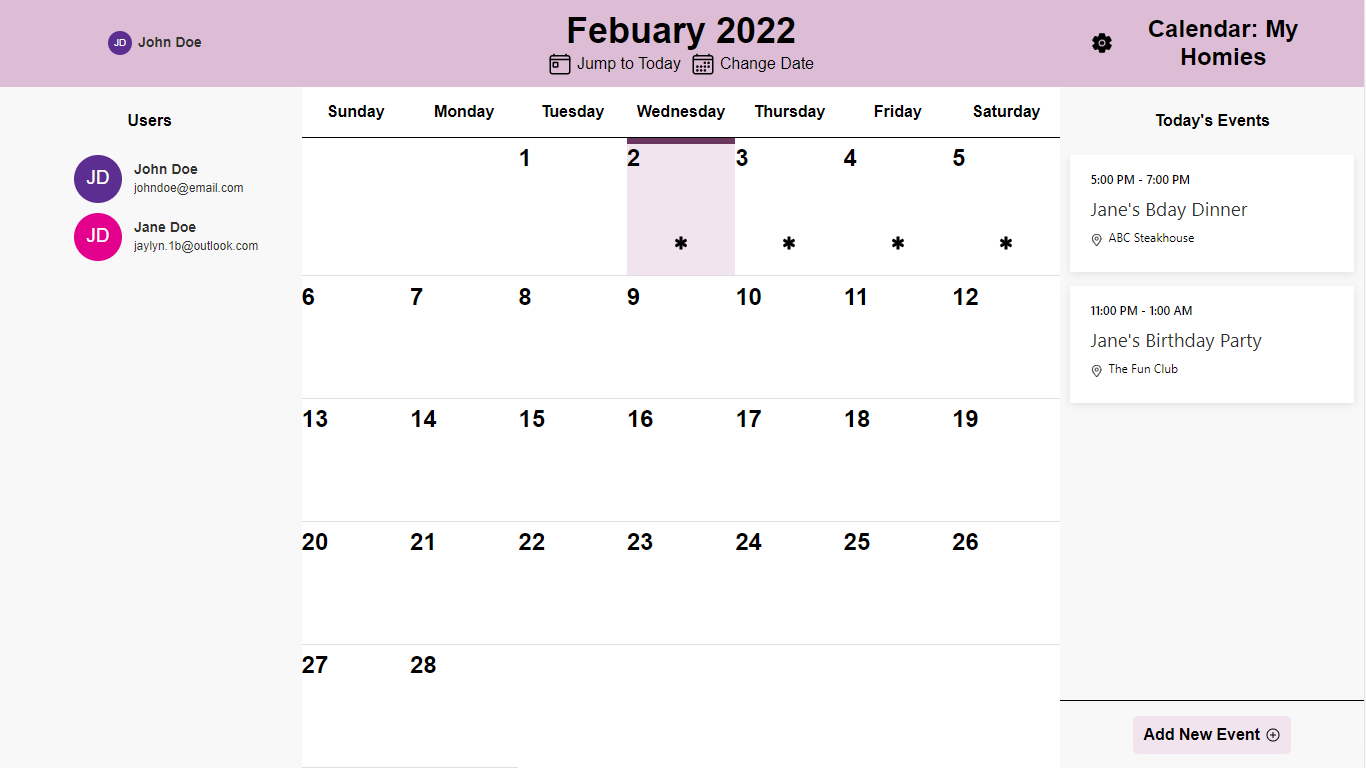 JD John Doe
Febuary 2022
Jump to Today Change Date
Calendar: My
Homies
Users
JD
John Doe
johndoe@email.com
JD
Jane Doe
jaylyn.1b@outlook.com
Sunday Monday Tuesday Wednesday Thursday Friday Saturday
1 2 3 4 5
* * * *
6 7 8 9 10 11 12
13 14 15 16 17 18 19
20 21 22 23 24 25 26
27 28
Today's Events
5:00 PM - 7:00 PM
Jane's Bday Dinner
ABC Steakhouse
11:00 PM - 1:00 AM
Jane's Birthday Party
The Fun Club
Add New Event